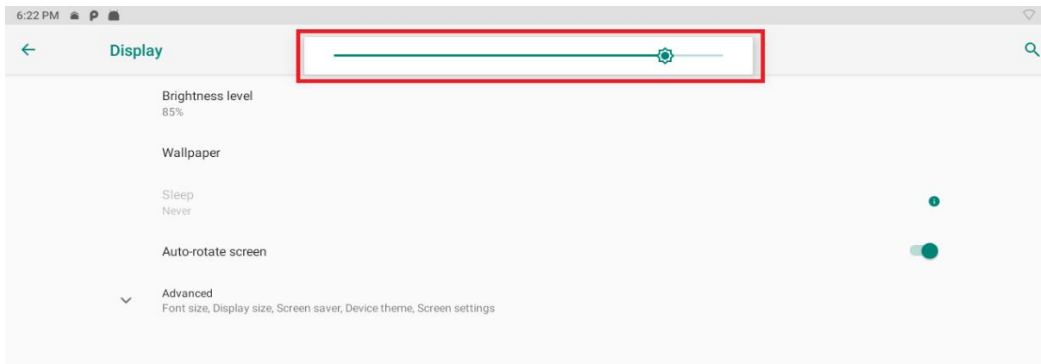 6:22 PM
Display
Brightness level
85%
Wallpaper
Sleep
Never
Auto-rotate screen
Advanced
Font size, Display size, Screen saver, Device theme, Screen settings